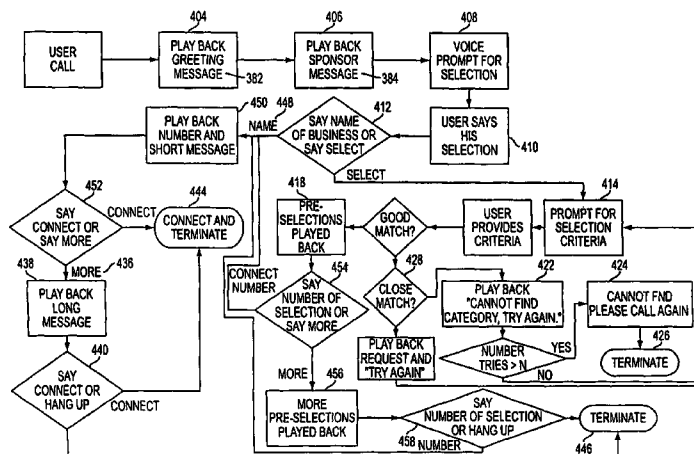 404
406
408
USER
CALL
PLAY BACK
GREETING
MESSAGE
382
PLAY BACK
SPONSOR
MESSAGE
384
VOICE
PROMPT FOR
SELECTION
450
448
412
PLAY BACK
NUMBER AND
SHORT MESSAGE
NAME
SAY NAME
OF BUSINESS OR
SAY SELECT
USER SAYS
HIS
SELECTION
410
SELECT
452
444
418
414
SAY
CONNECT OR
SAY MORE
CONNECT
CONNECT AND
TERMINATE
PRE-
SELECTIONS
PLAYED
BACK
GOOD
MATCH?
USER
PROVIDES
CRITERIA
PROMPT FOR
SELECTION
CRITERIA
438
MORE
436
CONNECT
NUMBER
454
428
422
424
PLAY BACK
LONG
MESSAGE
SAY
NUMBER OF
SELECTION OR
SAY MORE
CLOSE
MATCH?
PLAY BACK
"CANNOT FIND
CATEGORY, TRY AGAIN."
CANNOT FND
PLEASE CALL AGAIN
440
PLAY BACK
REQUEST AND
"TRY AGAIN"
NUMBER
TRIES > N
YES
NO
426
TERMINATE
SAY
CONNECT OR
HANG UP
CONNECT
MORE
456
MORE
PRE-SELECTIONS
PLAYED BACK
SAY
NUMBER OF SELECTION
OR HANG UP
458
NUMBER
TERMINATE
446